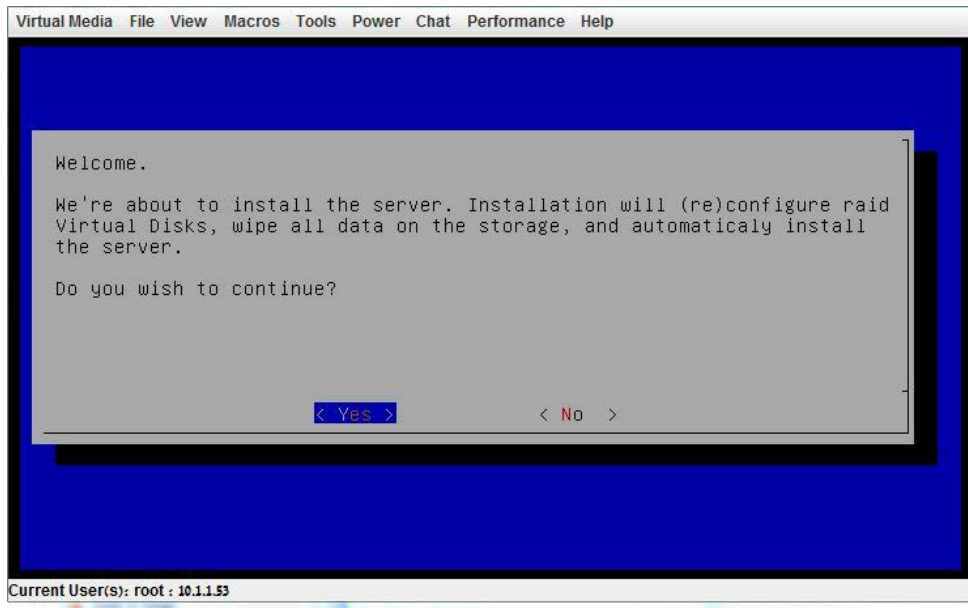 Virtual Media File View Macros Tools Power Chat Performance Help
Welcome.
We're about to install the server. Installation will (re)configure raid
Virtual Disks, wipe all data on the storage, and automaticaly install
the server.
Do you wish to continue?
< Yes > < No >
Current User(s): root : 10.1.1.53